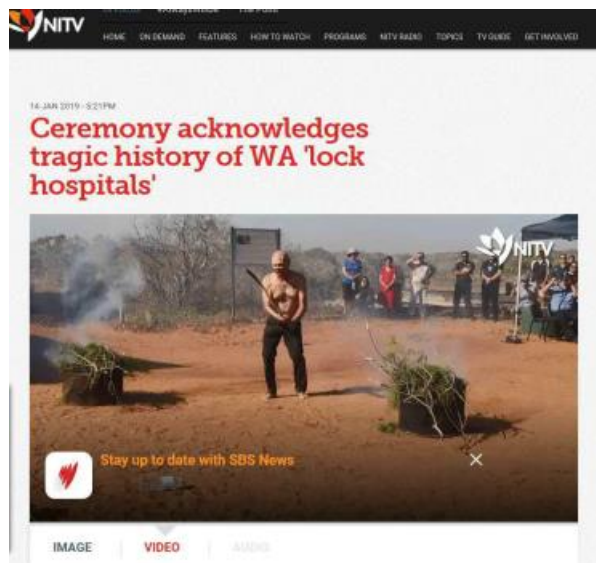 NITV
HOME ON DEMAND FEATURES HOW TO WATCH PROGRAMS NITV RADIO TOPICS TV GUIDE GET INVOLVED
14 JAN 2019 - 5:21PM
Ceremony acknowledges
tragic history of WA 'lock
hospitals'
NITV
Stay up to date with SBS News
IMAGE VIDEO AUDIO